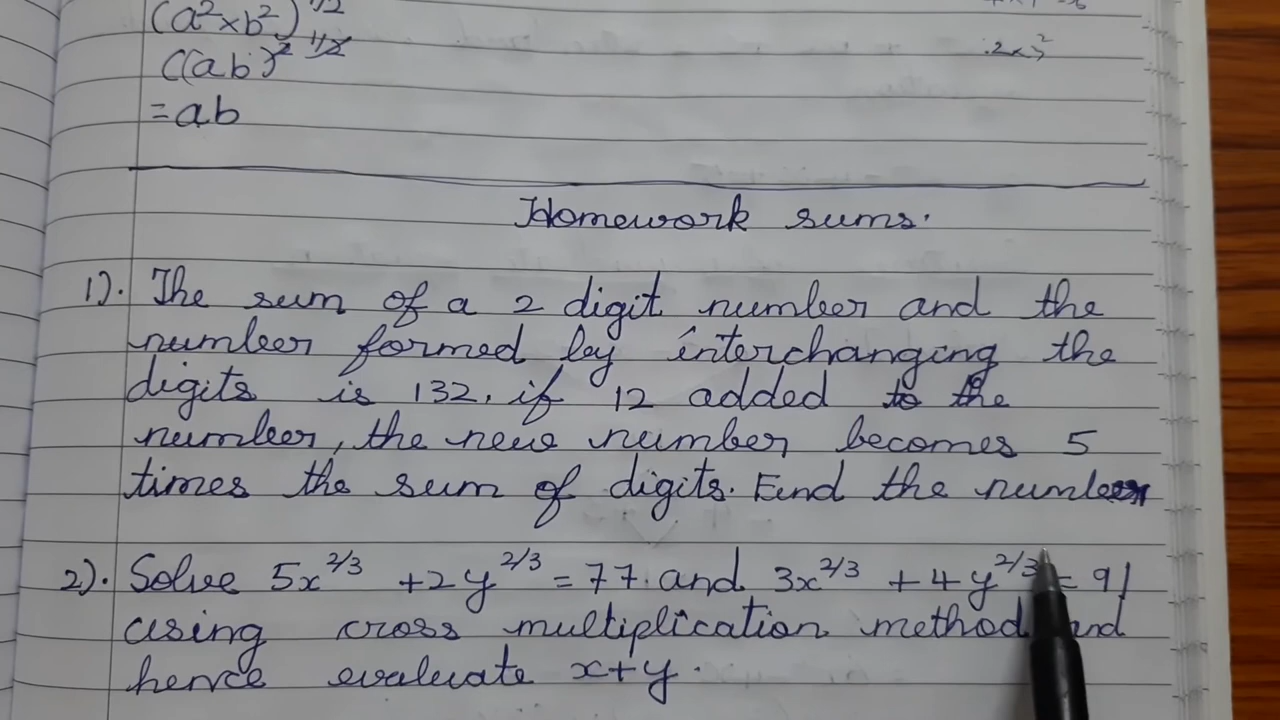 (a²×b²)^1/2
((ab)²)^1/2
=ab
Homework sums.
1). The sum of a 2 digit number and the
number formed by interchanging the
digits is 132, if 12 added to the
number, the new number becomes 5
times the sum of digits. Find the number
2). Solve 5x^2/3 +2y^2/3 =77. and 3x^2/3 +4y^2/3 = 91
using cross multiplication method and
hence evaluate x+y.